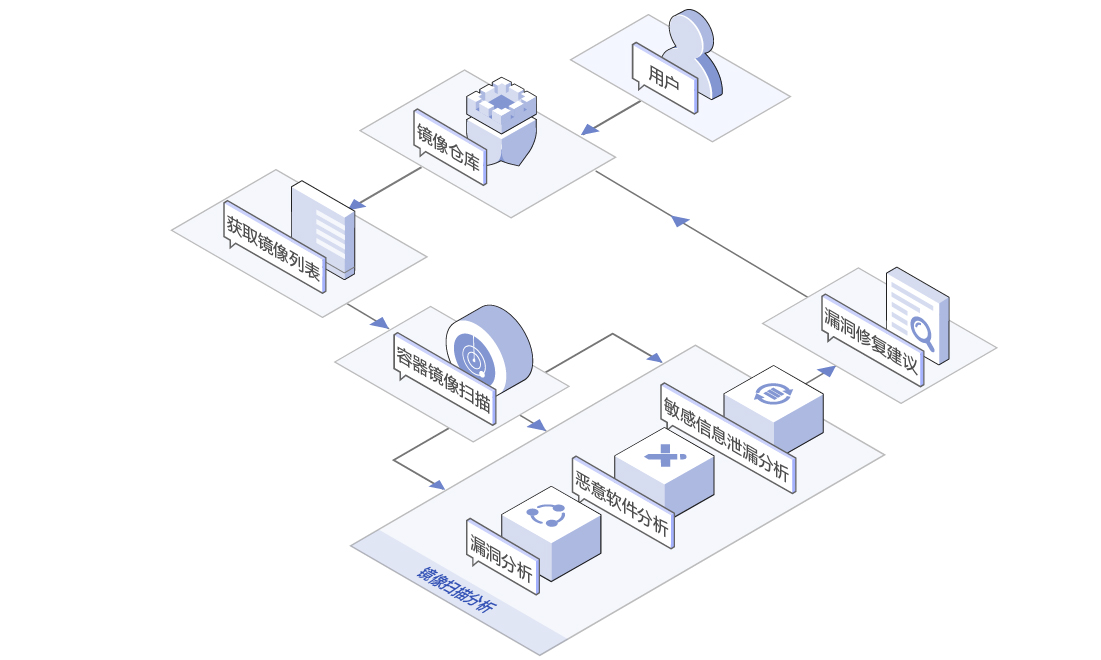 用户
镜像仓库
获取镜像列表
容器镜像扫描
漏洞修复建议
敏感信息泄漏分析
恶意软件分析
漏洞分析
镜像扫描分析